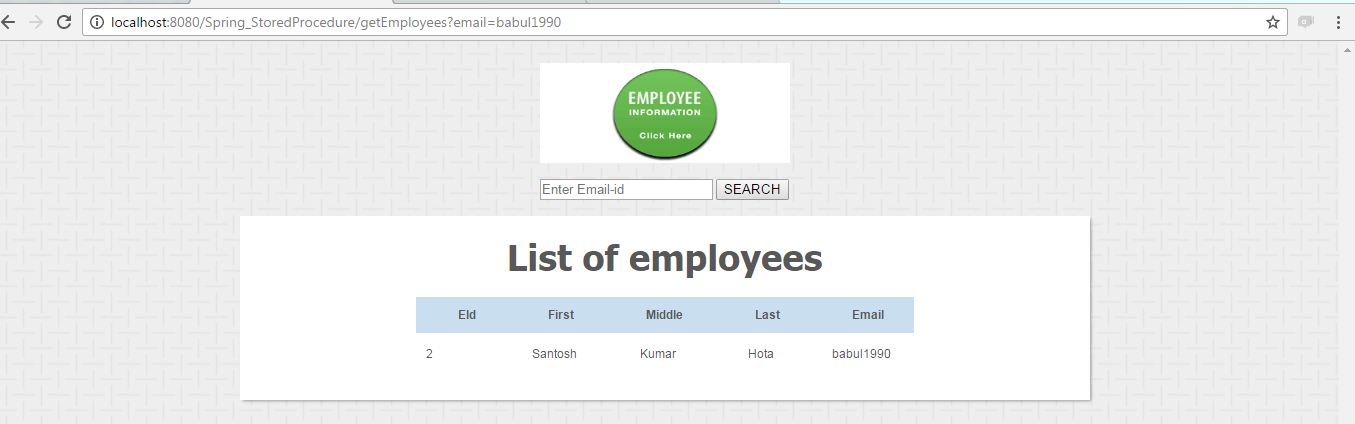 localhost:8080/Spring_StoredProcedure/getEmployees?email=babul1990
EMPLOYEE
INFORMATION
Click Here
Enter Email-id SEARCH
List of employees
EId First Middle Last Email
2 Santosh Kumar Hota babul1990